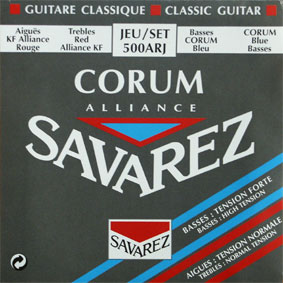 GUITARE CLASSIQUE CLASSIC GUITAR
Aiguës
KF Alliance
Rouge
Trebles
Red
Alliance KF
JEU/SET
500ARJ
Basses
CORUM
Bleu
CORUM
Blue
Basses
CORUM
ALLIANCE
SAVAREZ
SAVAREZ
BASSES : TENSION FORTE
BASSES : HIGH TENSION
AIGUES : TENSION NORMALE
TREBLES : NORMAL TENSION